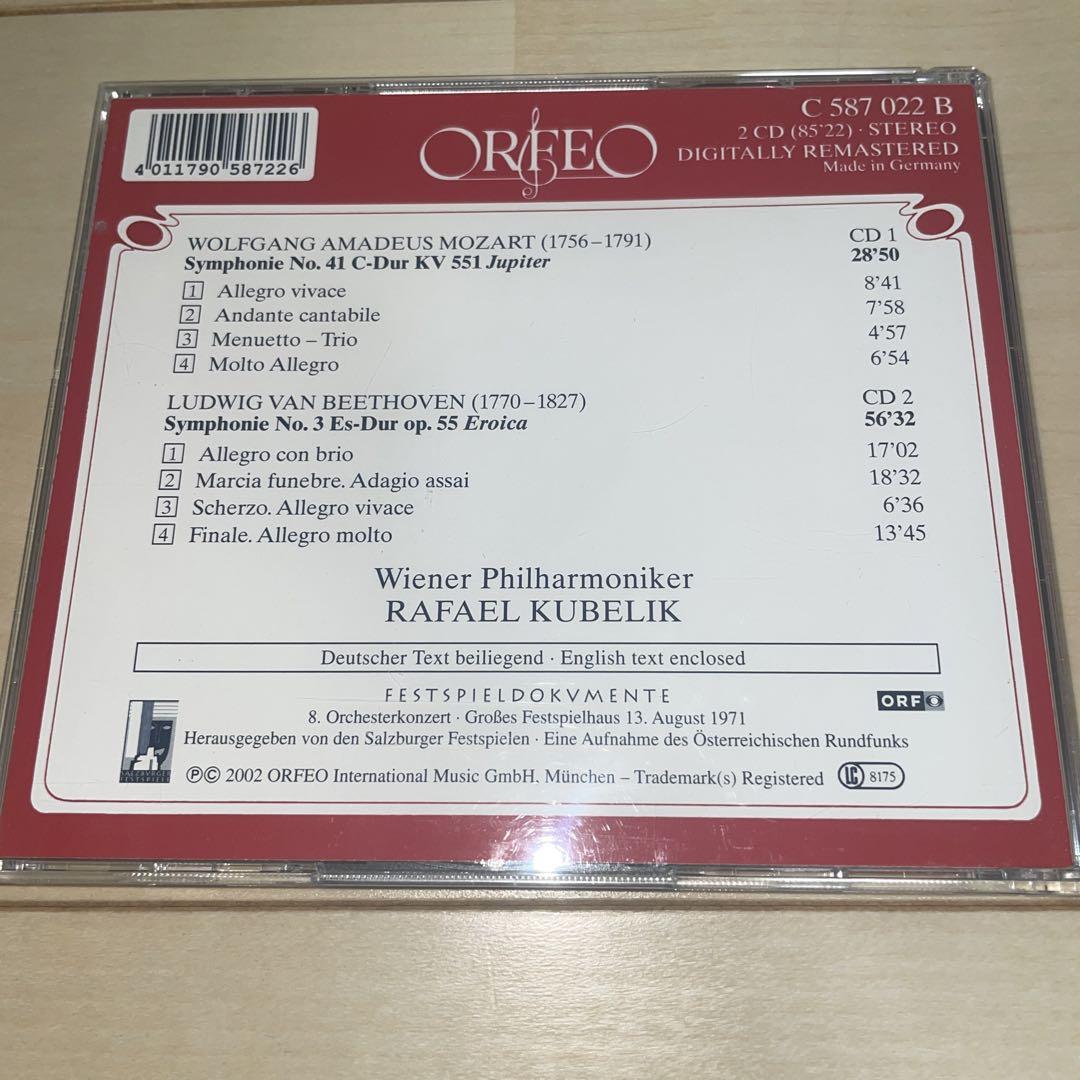 4 011790 587226
ORFEO
C 587 022 B
2 CD (85'22) · STEREO
DIGITALLY REMASTERED
Made in Germany
WOLFGANG AMADEUS MOZART (1756–1791) CD 1
Symphonie No. 41 C-Dur KV 551 Jupiter 28'50
1 Allegro vivace 8'41
2 Andante cantabile 7'58
3 Menuetto – Trio 4'57
4 Molto Allegro 6'54
LUDWIG VAN BEETHOVEN (1770–1827) CD 2
Symphonie No. 3 Es-Dur op. 55 Eroica 56'32
1 Allegro con brio 17'02
2 Marcia funebre. Adagio assai 18'32
3 Scherzo. Allegro vivace 6'36
4 Finale. Allegro molto 13'45
Wiener Philharmoniker
RAFAEL KUBELIK
Deutscher Text beiliegend · English text enclosed
FESTSPIELDOKVMENTE
ORF
8. Orchesterkonzert · Großes Festspielhaus 13. August 1971
Herausgegeben von den Salzburger Festspielen · Eine Aufnahme des Österreichischen Rundfunks
SALZBURGER
FESTSPIELE
Ⓟ© 2002 ORFEO International Music GmbH, München – Trademark(s) Registered LC 8175